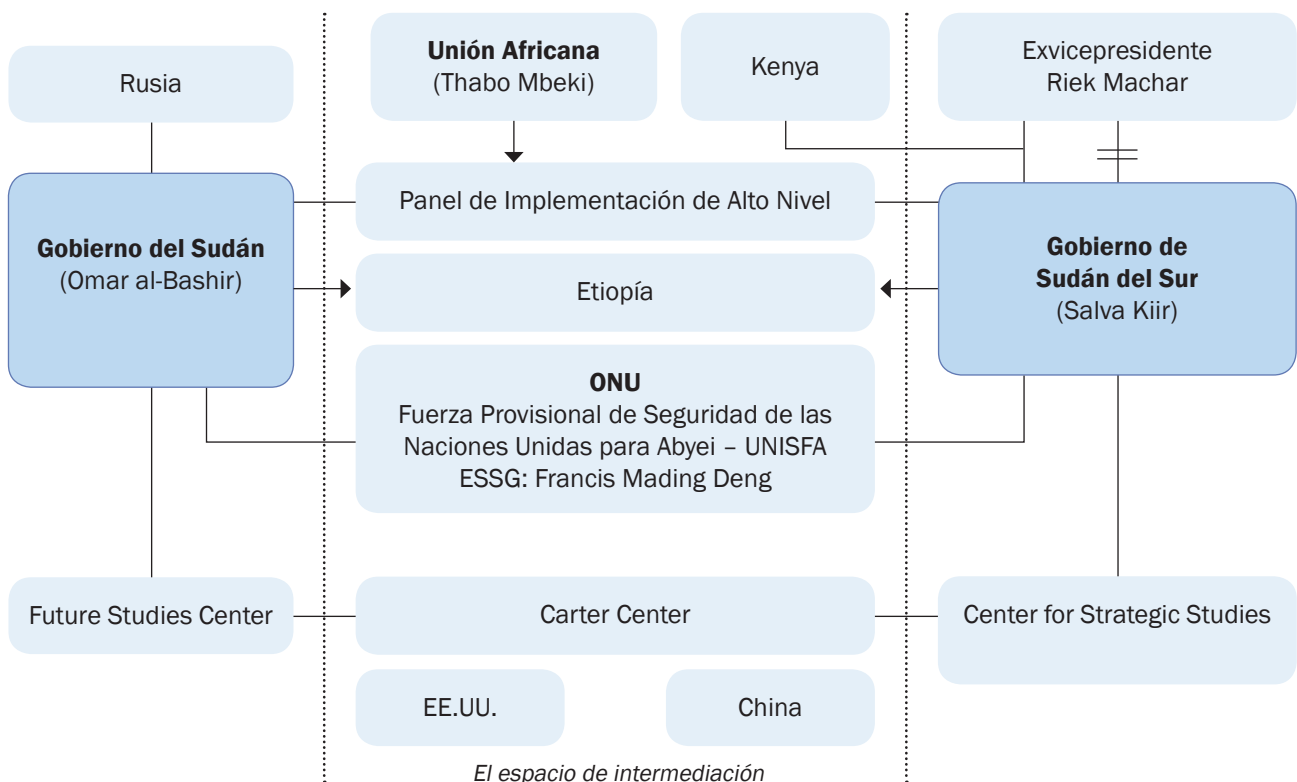 Rusia
Unión Africana
(Thabo Mbeki)
Kenya
Exvicepresidente
Riek Machar
Panel de Implementación de Alto Nivel
Gobierno del Sudán
(Omar al-Bashir)
Etiopía
Gobierno de
Sudán del Sur
(Salva Kiir)
ONU
Fuerza Provisional de Seguridad de las
Naciones Unidas para Abyei – UNISFA
ESSG: Francis Mading Deng
Future Studies Center
Carter Center
Center for Strategic Studies
EE.UU.
China
El espacio de intermediación